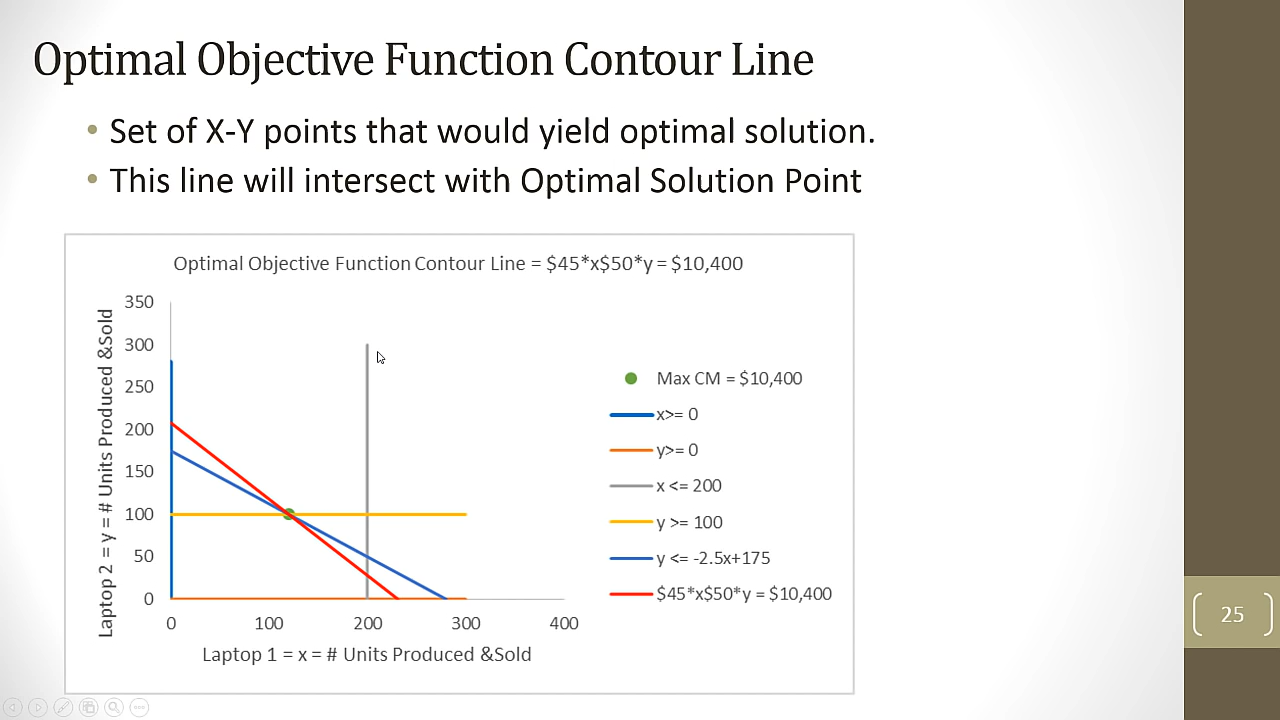 Optimal Objective Function Contour Line
• Set of X-Y points that would yield optimal solution.
• This line will intersect with Optimal Solution Point
Optimal Objective Function Contour Line = $45*x$50*y = $10,400
Laptop 2 = y = # Units Produced &Sold
350
300
250
200
150
100
50
0
0 100 200 300 400
Laptop 1 = x = # Units Produced &Sold
Max CM = $10,400
x>= 0
y>= 0
x <= 200
y >= 100
y <= -2.5x+175
$45*x$50*y = $10,400
25